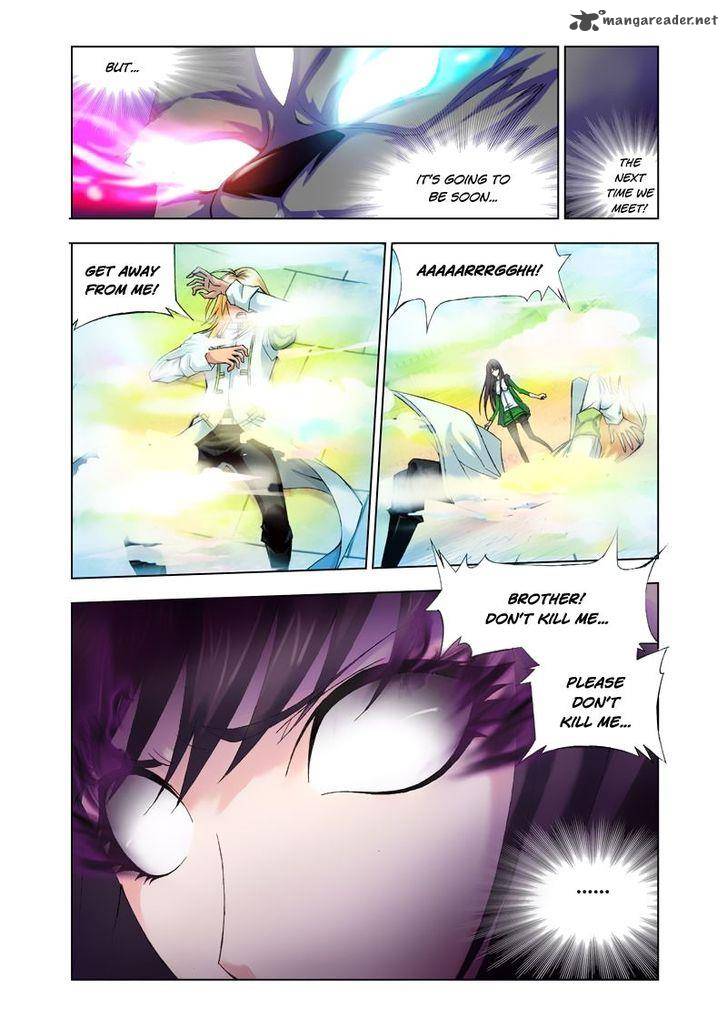 mangareader.net
BUT...
IT'S GOING TO
BE SOON...
THE
NEXT
TIME WE
MEET!
GET AWAY
FROM ME!
AAAAARRRGGHH!
BROTHER!
DON'T KILL ME...
PLEASE
DON'T
KILL ME...
......